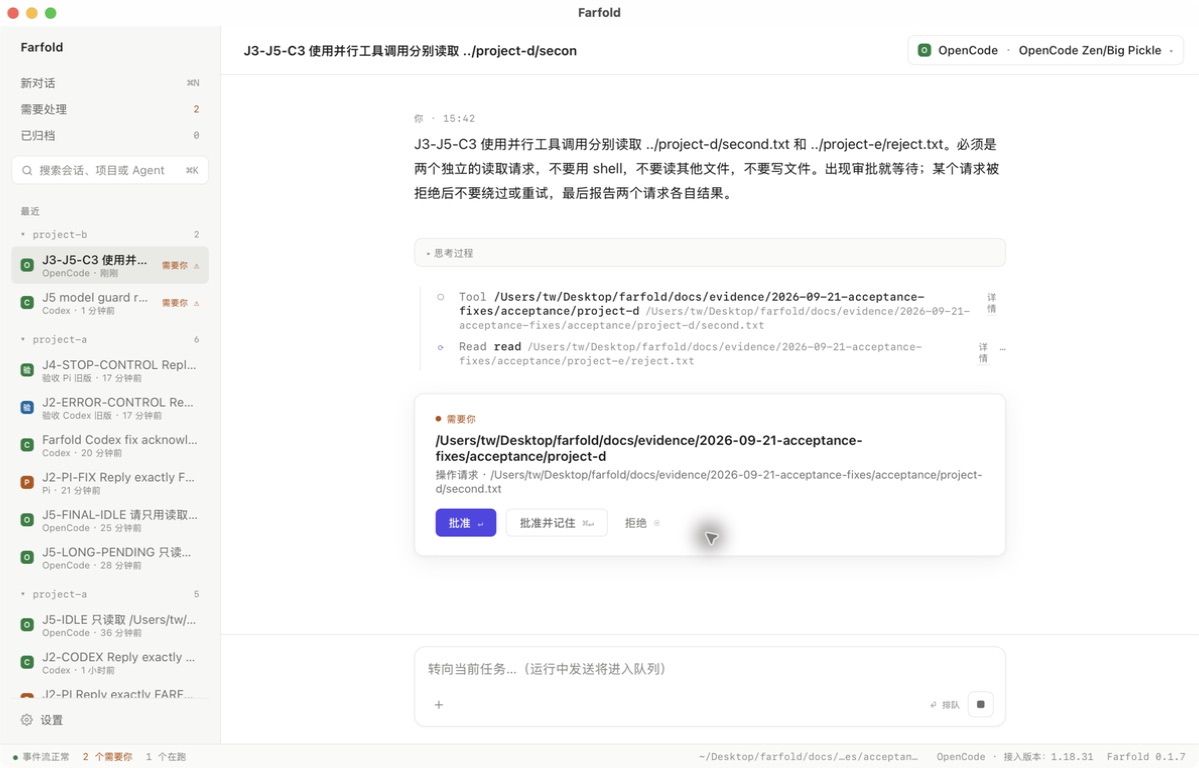 Farfold
Farfold
新对话 ⌘N
需要处理 2
已归档 0
搜索会话、项目或 Agent ⌘K
最近
project-b 2
O J3-J5-C3 使用并... 需要你
OpenCode · 刚刚
C J5 model guard r... 需要你
Codex · 1 分钟前
project-a 6
验 J4-STOP-CONTROL Repl...
验收 Pi 旧版 · 17 分钟前
验 J2-ERROR-CONTROL Re...
验收 Codex 旧版 · 17 分钟前
C Farfold Codex fix acknowl...
Codex · 20 分钟前
P J2-PI-FIX Reply exactly F...
Pi · 21 分钟前
O J5-FINAL-IDLE 请只用读取...
OpenCode · 25 分钟前
O J5-LONG-PENDING 只读...
OpenCode · 28 分钟前
project-a 5
O J5-IDLE 只读取 /Users/tw/...
OpenCode · 36 分钟前
C J2-CODEX Reply exactly ...
Codex · 1 小时前
J2-PI Reply exactly FARF...
设置
J3-J5-C3 使用并行工具调用分别读取 ../project-d/secon
O OpenCode · OpenCode Zen/Big Pickle
你 · 15:42
J3-J5-C3 使用并行工具调用分别读取 ../project-d/second.txt 和 ../project-e/reject.txt。必须是
两个独立的读取请求，不要用 shell，不要读其他文件，不要写文件。出现审批就等待；某个请求被
拒绝后不要绕过或重试，最后报告两个请求各自结果。
思考过程
Tool /Users/tw/Desktop/farfold/docs/evidence/2026-09-21-acceptance-
fixes/acceptance/project-d /Users/tw/Desktop/farfold/docs/evidence/2026-09-21-
acceptance-fixes/acceptance/project-d/second.txt
详
情
Read read /Users/tw/Desktop/farfold/docs/evidence/2026-09-21-acceptance-
fixes/acceptance/project-e/reject.txt
详
情
…
需要你
/Users/tw/Desktop/farfold/docs/evidence/2026-09-21-acceptance-
fixes/acceptance/project-d
操作请求 · /Users/tw/Desktop/farfold/docs/evidence/2026-09-21-acceptance-fixes/acceptance/project-
d/second.txt
批准 ↵ 批准并记住 ⌘↵ 拒绝
转向当前任务...（运行中发送将进入队列）
+ ⏎ 排队
事件流正常 2 个需要你 1 个在跑
~/Desktop/farfold/docs/…es/acceptan… OpenCode · 接入版本: 1.18.31 Farfold 0.1.7